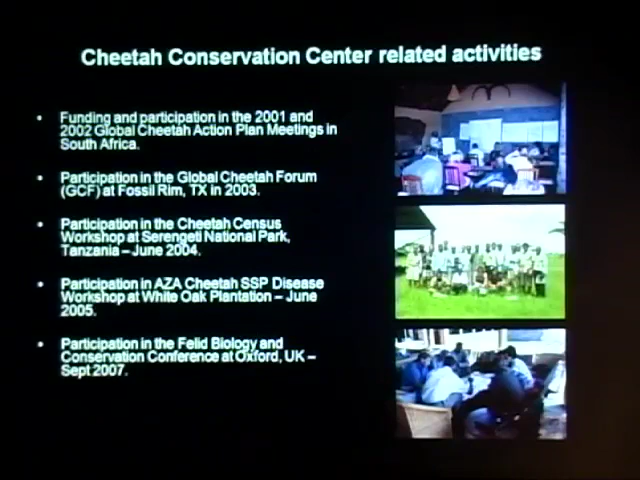 Cheetah Conservation Center related activities
• Funding and participation in the 2001 and
2002 Global Cheetah Action Plan Meetings in
South Africa.
• Participation in the Global Cheetah Forum
(GCF) at Fossil Rim, TX in 2003.
• Participation in the Cheetah Census
Workshop at Serengeti National Park,
Tanzania – June 2004.
• Participation in AZA Cheetah SSP Disease
Workshop at White Oak Plantation – June
2005.
• Participation in the Felid Biology and
Conservation Conference at Oxford, UK –
Sept 2007.